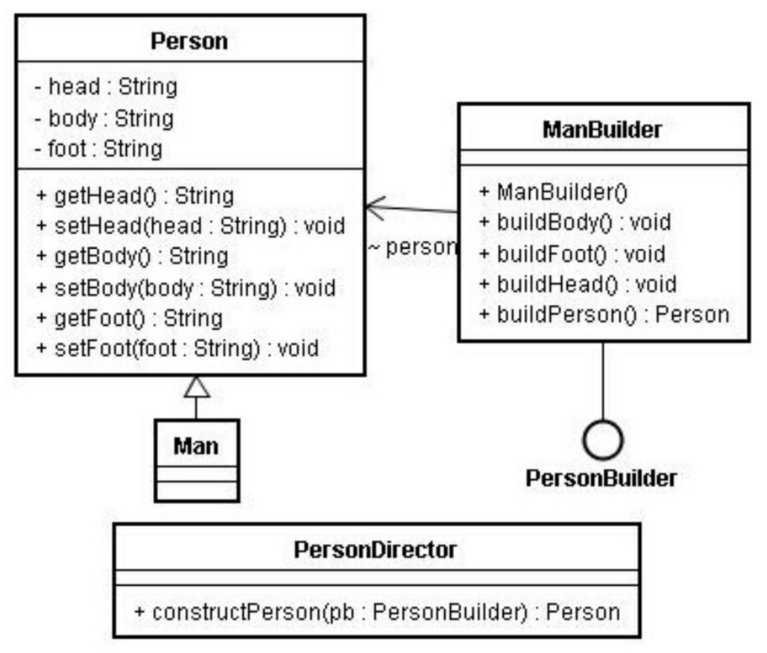 Person
- head : String
- body : String
- foot : String
+ getHead() : String
+ setHead(head : String) : void
+ getBody() : String
+ setBody(body : String) : void
+ getFoot() : String
+ setFoot(foot : String) : void
~ person
ManBuilder
+ ManBuilder()
+ buildBody() : void
+ buildFoot() : void
+ buildHead() : void
+ buildPerson() : Person
Man
PersonBuilder
PersonDirector
+ constructPerson(pb : PersonBuilder) : Person